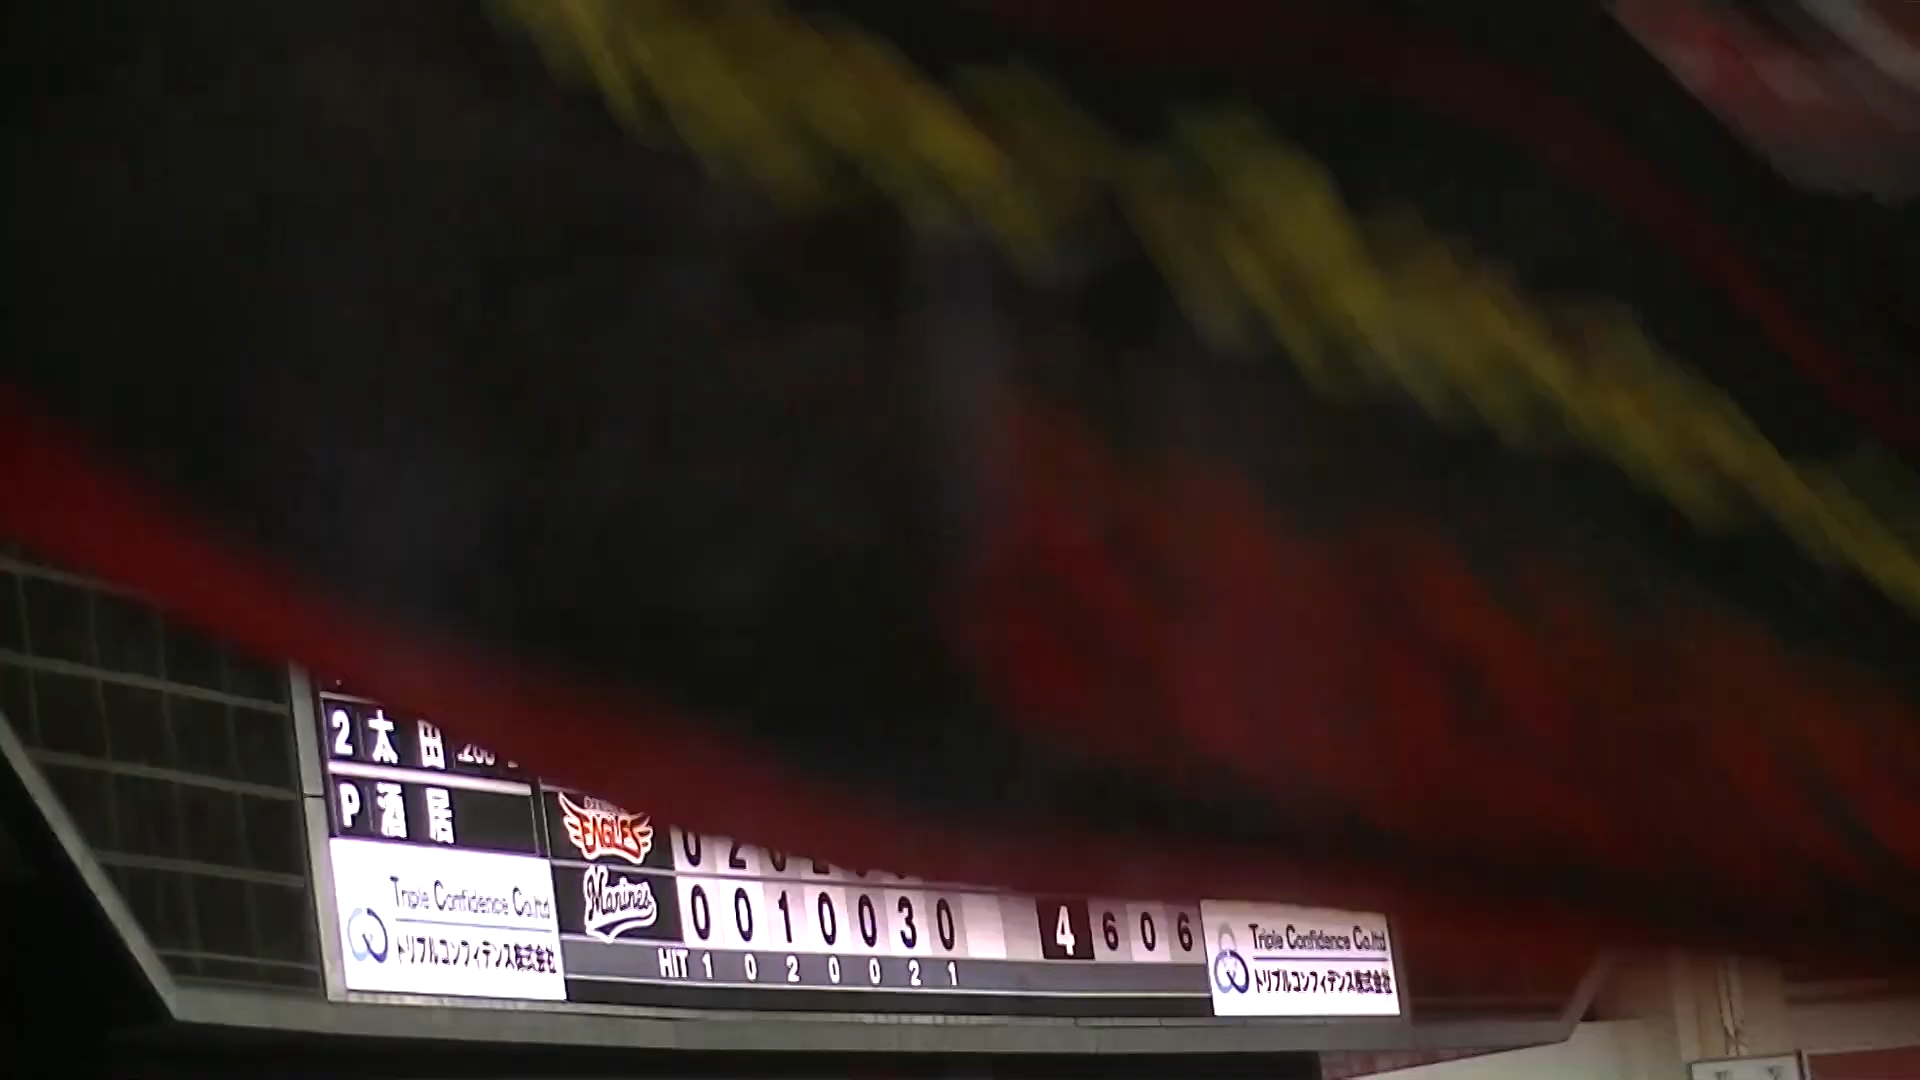 2 太田
P 酒居
EAGLES 0 2
Marines 0 0 1 0 0 3 0 4 6 0 6
HIT 1 0 2 0 0 2 1
Triple Confidence Co.ltd
トリプルコンフィデンス株式会社
Triple Confidence Co.ltd
トリプルコンフィデンス株式会社